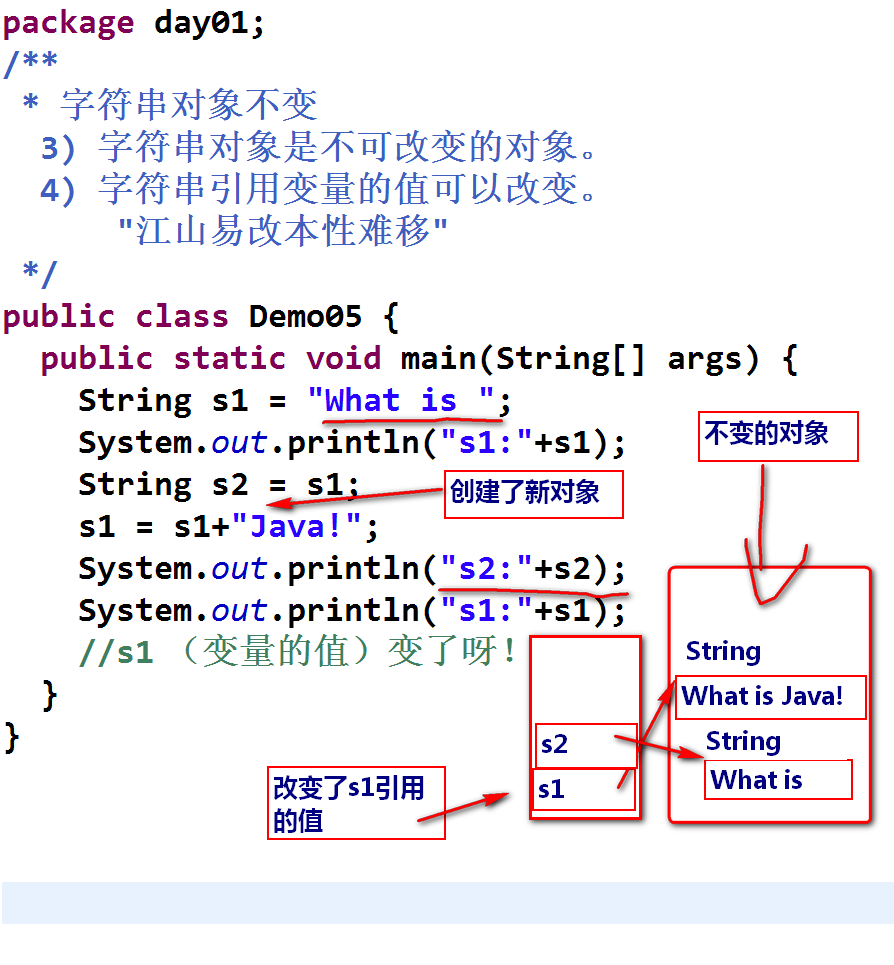 package day01;
/**
* 字符串对象不变
3) 字符串对象是不可改变的对象。
4) 字符串引用变量的值可以改变。
"江山易改本性难移"
*/
public class Demo05 {
public static void main(String[] args) {
String s1 = "What is ";
System.out.println("s1:"+s1);
String s2 = s1;
s1 = s1+"Java!";
System.out.println("s2:"+s2);
System.out.println("s1:"+s1);
//s1 （变量的值）变了呀!
}
}
不变的对象
创建了新对象
String
What is Java!
String
What is
s2
s1
改变了s1引用
的值